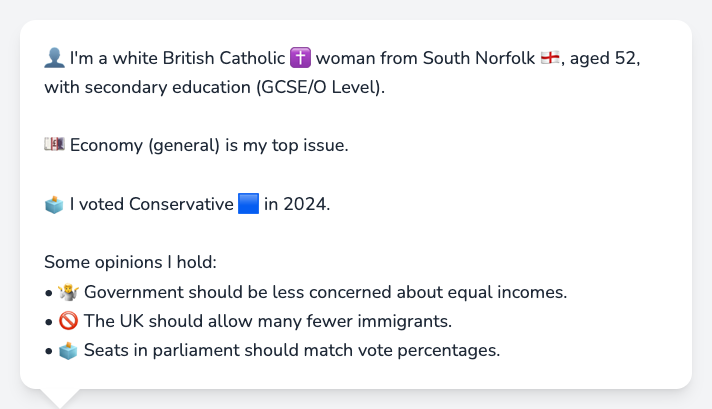 👤 I'm a white British Catholic ✝️ woman from South Norfolk 🏴󠁧󠁢󠁥󠁮󠁧󠁿, aged 52,
with secondary education (GCSE/O Level).
💷 Economy (general) is my top issue.
🗳️ I voted Conservative 🟦 in 2024.
Some opinions I hold:
• 🤷 Government should be less concerned about equal incomes.
• 🚫 The UK should allow many fewer immigrants.
• 🗳️ Seats in parliament should match vote percentages.